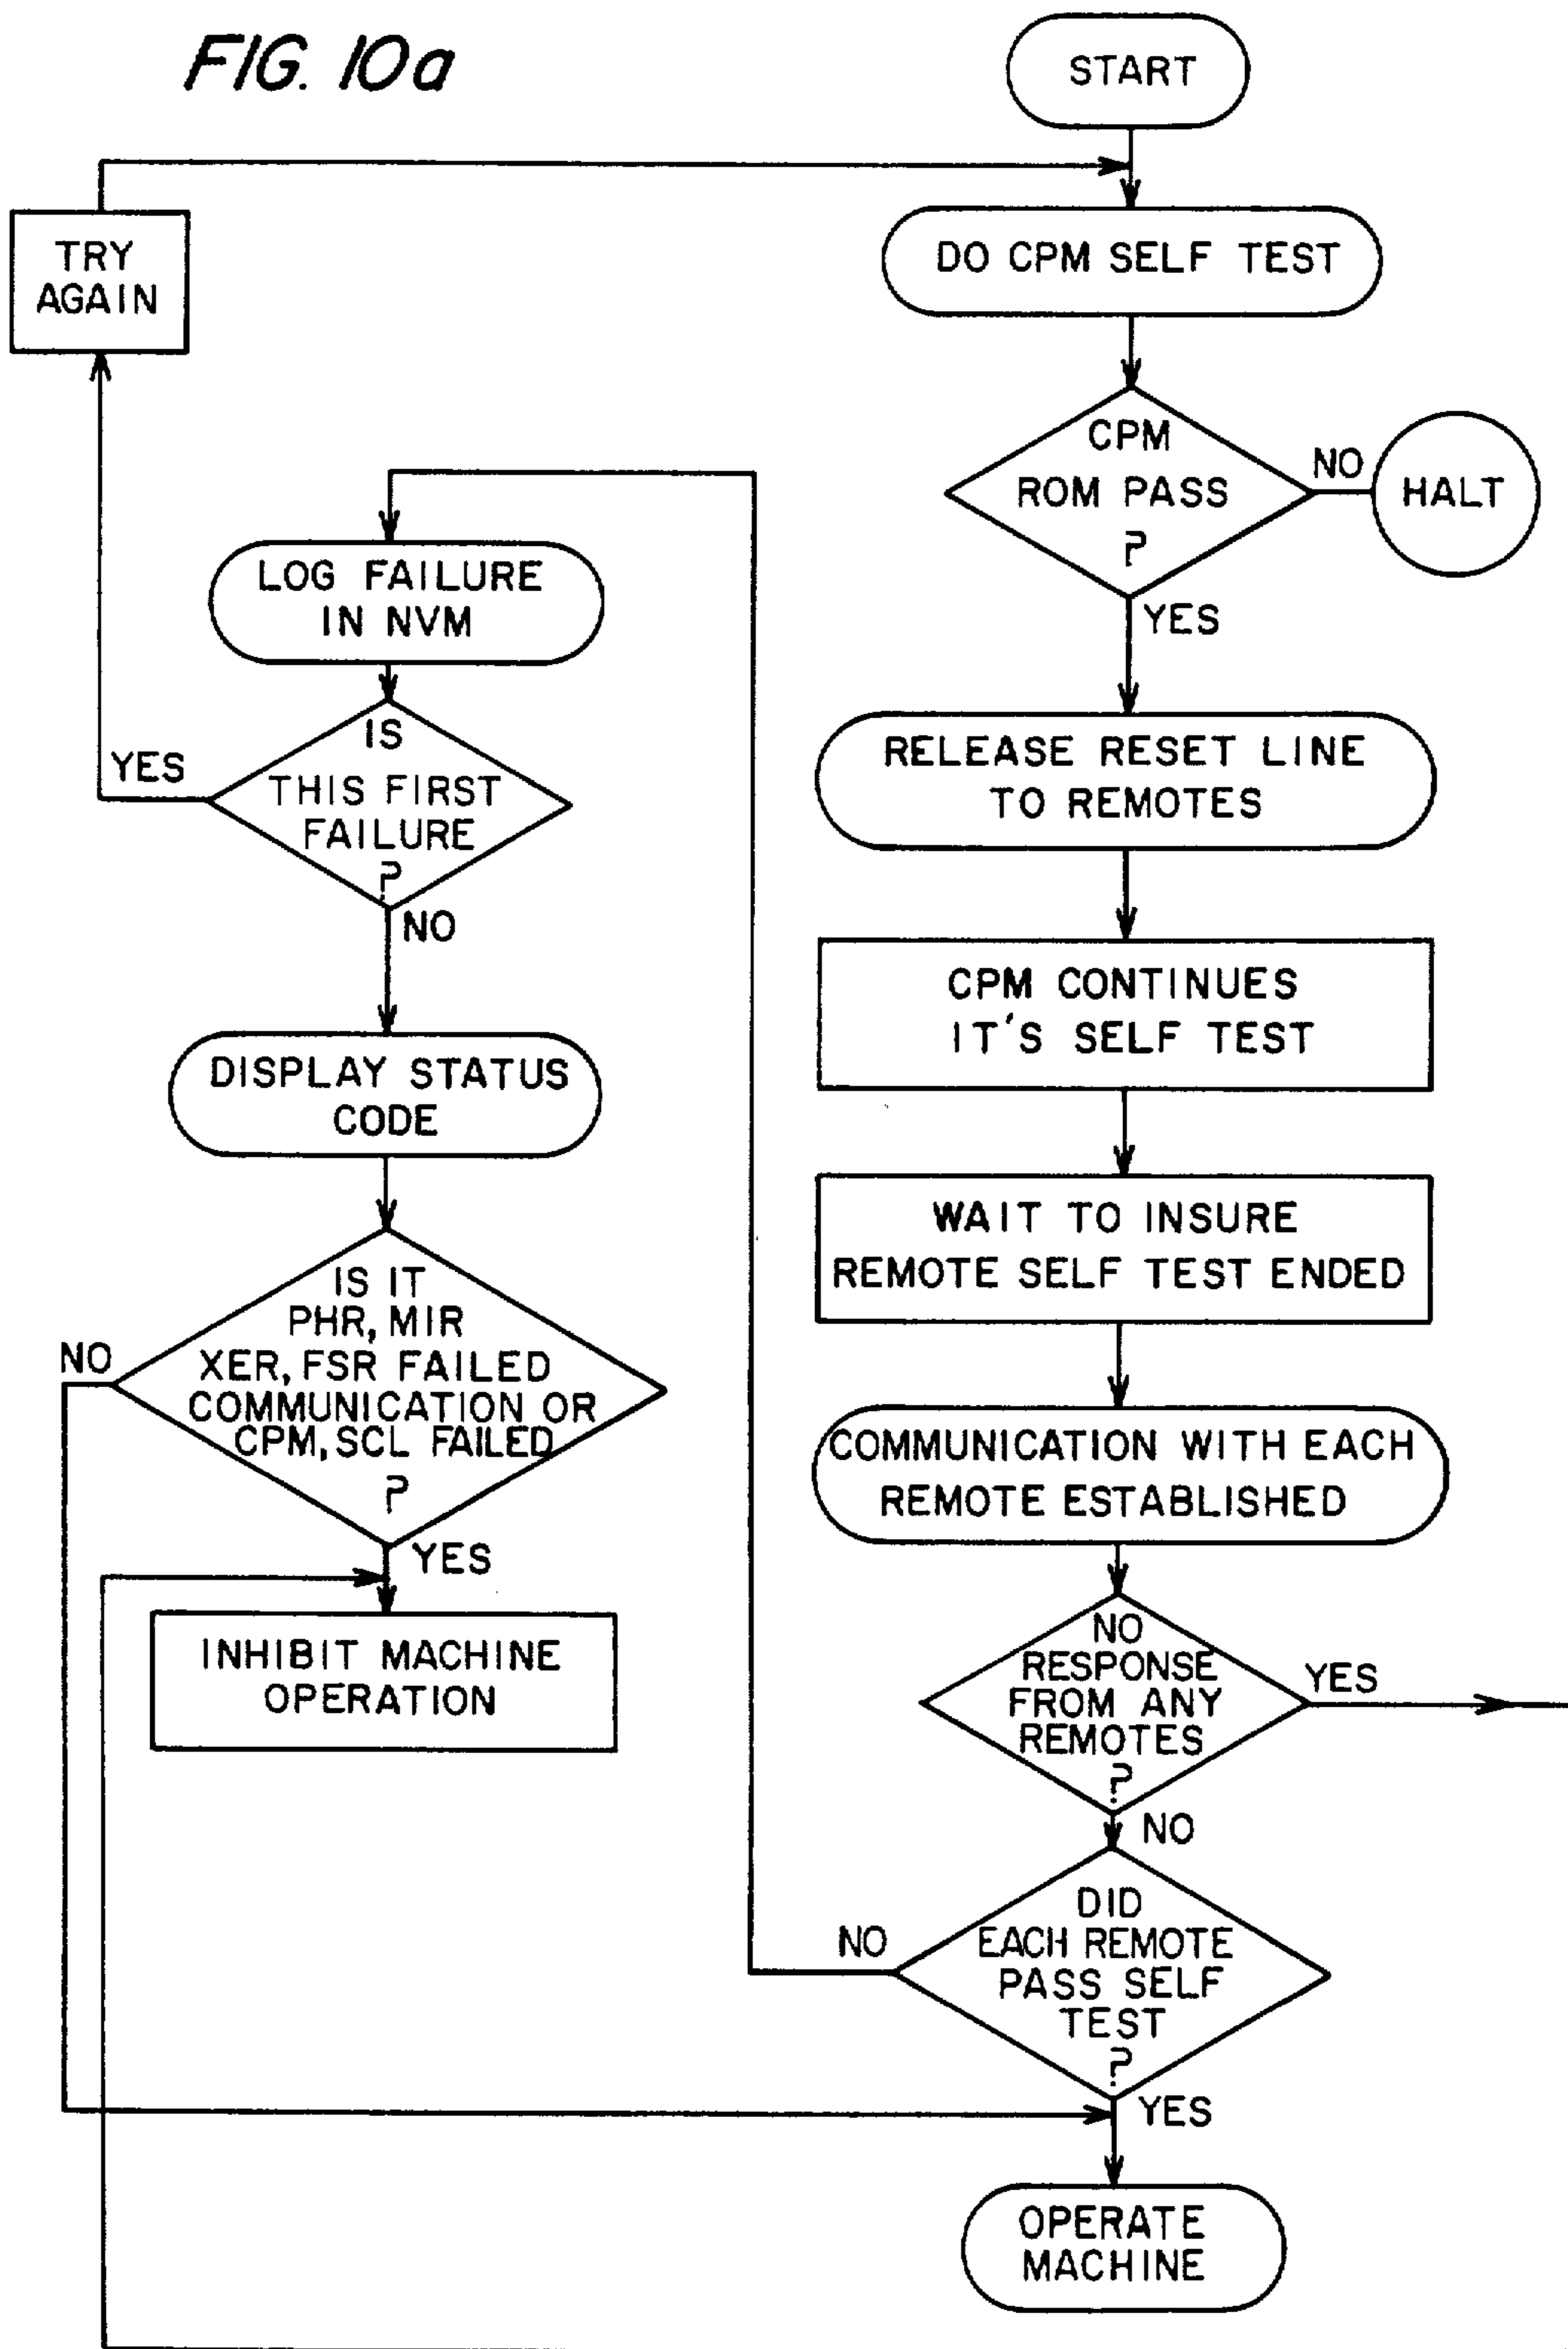 FIG. 10a
START
TRY
AGAIN
DO CPM SELF TEST
CPM
ROM PASS
?
NO
HALT
YES
LOG FAILURE
IN NVM
IS
THIS FIRST
FAILURE
?
YES
NO
RELEASE RESET LINE
TO REMOTES
CPM CONTINUES
IT'S SELF TEST
DISPLAY STATUS
CODE
WAIT TO INSURE
REMOTE SELF TEST ENDED
IS IT
PHR, MIR
XER, FSR FAILED
COMMUNICATION OR
CPM, SCL FAILED
?
NO
YES
COMMUNICATION WITH EACH
REMOTE ESTABLISHED
INHIBIT MACHINE
OPERATION
NO
RESPONSE
FROM ANY
REMOTES
?
YES
NO
DID
EACH REMOTE
PASS SELF
TEST
?
NO
YES
OPERATE
MACHINE